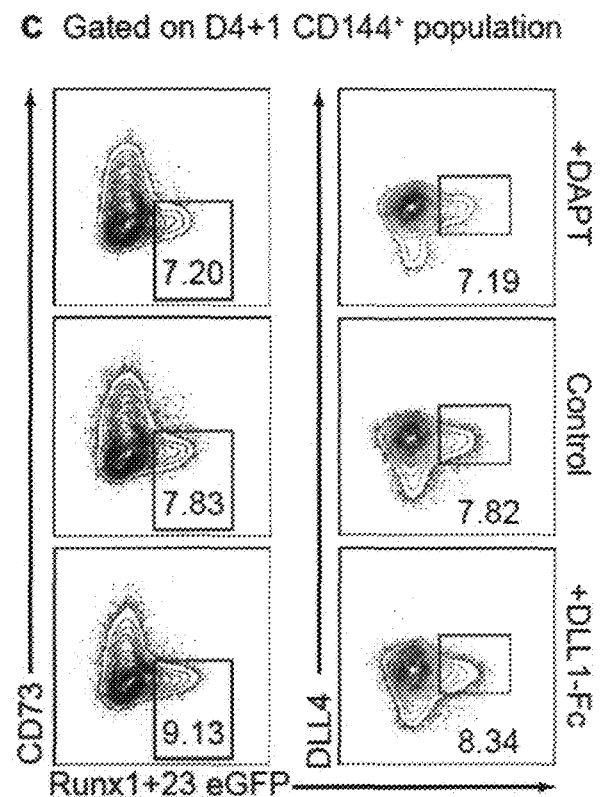 C Gated on D4+1 CD144+ population
7.20
7.19
+DAPT
7.83
7.82
Control
9.13
8.34
+DLL1-Fc
CD73
DLL4
Runx1+23 eGFP